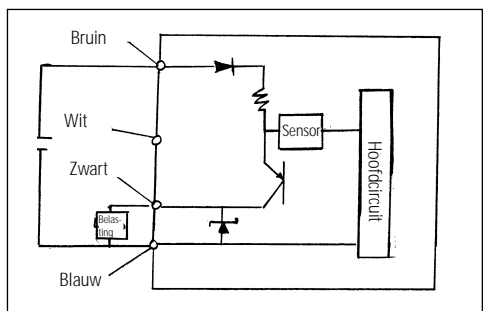 Bruin
Wit
Sensor
Zwart
Hoofdcircuit
Belas-
ting
Blauw